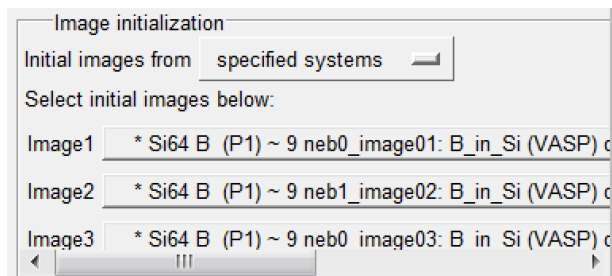 Image initialization
Initial images from specified systems
Select initial images below:
Image1 * Si64 B (P1) ~ 9 neb0_image01: B_in_Si (VASP)
Image2 * Si64 B (P1) ~ 9 neb1_image02: B_in_Si (VASP)
Image3 * Si64 B (P1) ~ 9 neb0_image03: B_in_Si (VASP)